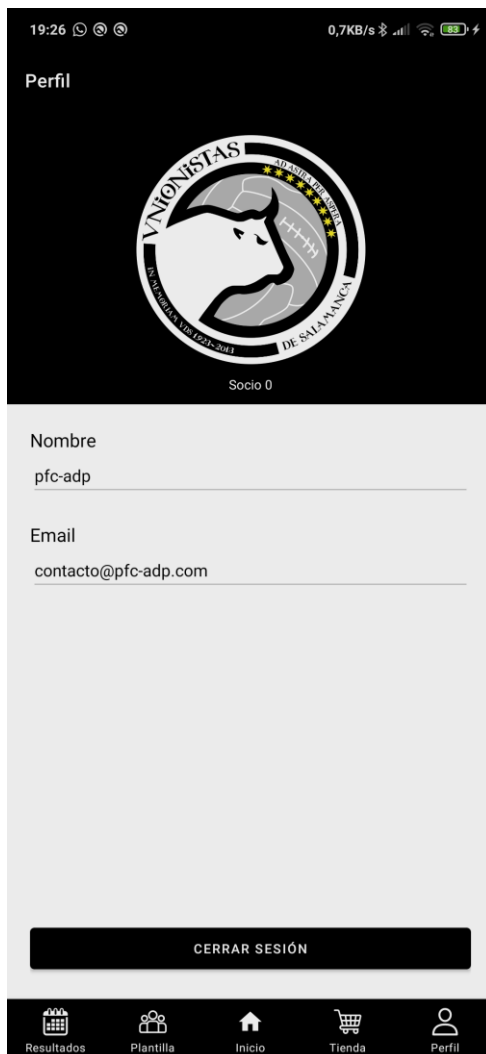 19:26 0,7KB/s 83
Perfil
VNiONiSTAS
AD ASTRA PER ASPERA
IN MEMORIAM VDS 1923-2013
DE SALAMANCA
Socio 0
Nombre
pfc-adp
Email
contacto@pfc-adp.com
CERRAR SESIÓN
Resultados Plantilla Inicio Tienda Perfil